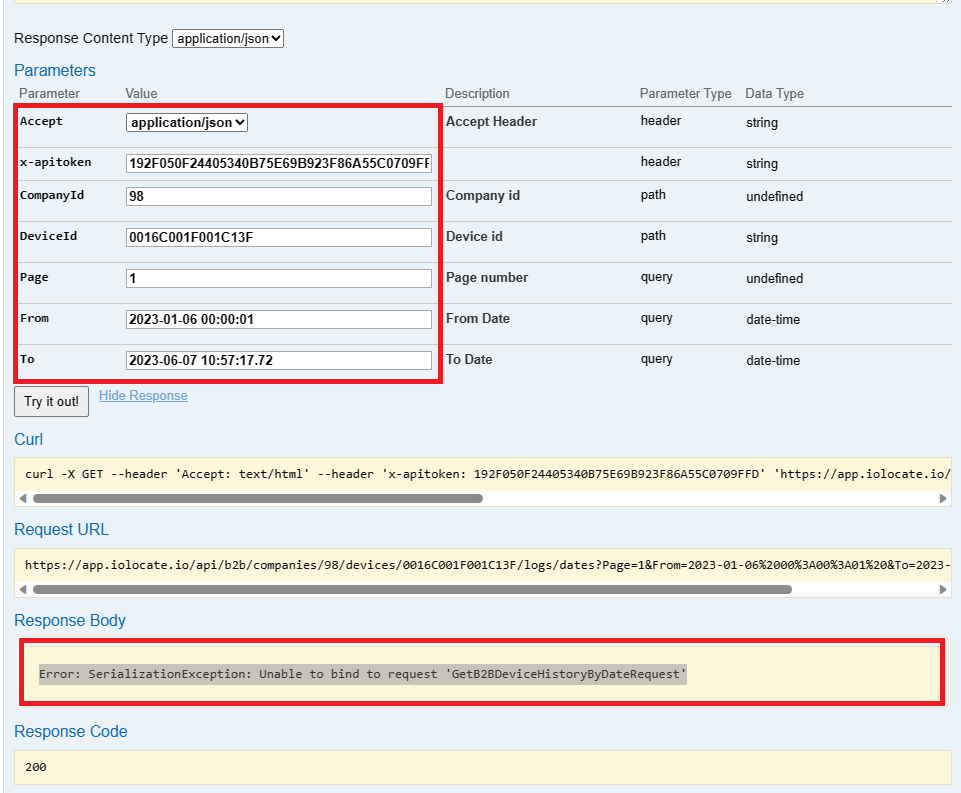 Response Content Type application/json
Parameters
Parameter Value Description Parameter Type Data Type
Accept application/json Accept Header header string
x-apitoken 192F050F24405340B75E69B923F86A55C0709FF header string
CompanyId 98 Company id path undefined
DeviceId 0016C001F001C13F Device id path string
Page 1 Page number query undefined
From 2023-01-06 00:00:01 From Date query date-time
To 2023-06-07 10:57:17.72 To Date query date-time
Try it out! Hide Response
Curl
curl -X GET --header 'Accept: text/html' --header 'x-apitoken: 192F050F24405340B75E69B923F86A55C0709FFD' 'https://app.iolocate.io/
Request URL
https://app.iolocate.io/api/b2b/companies/98/devices/0016C001F001C13F/logs/dates?Page=1&From=2023-01-06%2000%3A00%3A01%20&To=2023-
Response Body
Error: SerializationException: Unable to bind to request 'GetB2BDeviceHistoryByDateRequest'
Response Code
200